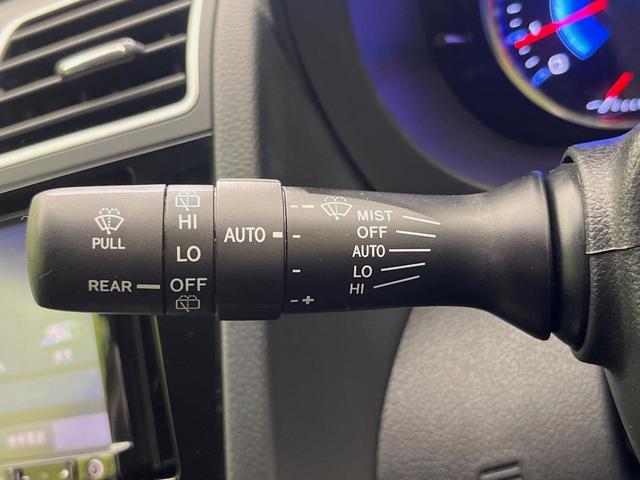 PULL
REAR
HI
LO
OFF
AUTO
- -
-
-
-+
MIST
OFF
AUTO
LO
HI